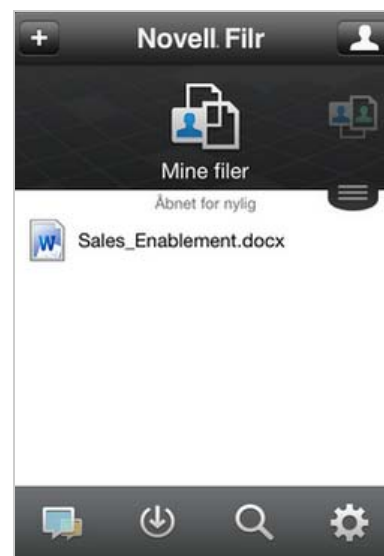 Novell. Filr
Mine filer
Åbnet for nylig
W
Sales_Enablement.docx